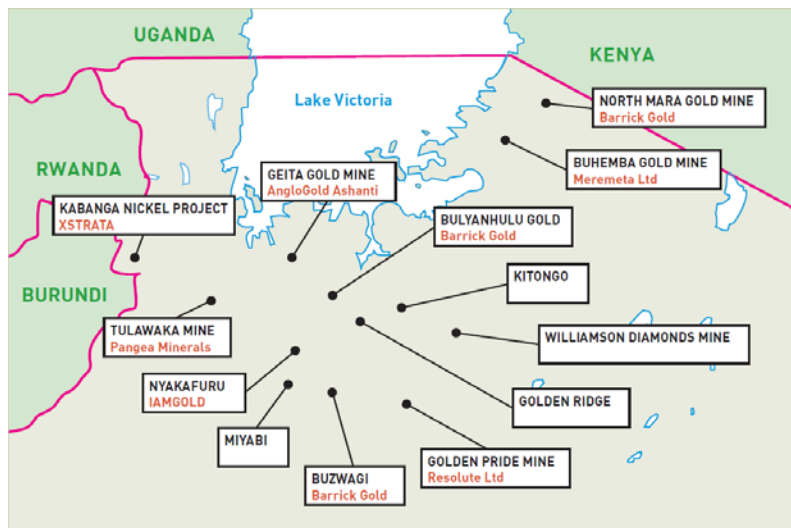 UGANDA
KENYA
Lake Victoria
NORTH MARA GOLD MINE
Barrick Gold
BUHEMBA GOLD MINE
Meremeta Ltd
RWANDA
GEITA GOLD MINE
AngloGold Ashanti
KABANGA NICKEL PROJECT
XSTRATA
BULYANHULU GOLD
Barrick Gold
KITONGO
BURUNDI
TULAWAKA MINE
Pangea Minerals
WILLIAMSON DIAMONDS MINE
NYAKAFURU
IAMGOLD
GOLDEN RIDGE
MIYABI
BUZWAGI
Barrick Gold
GOLDEN PRIDE MINE
Resolute Ltd